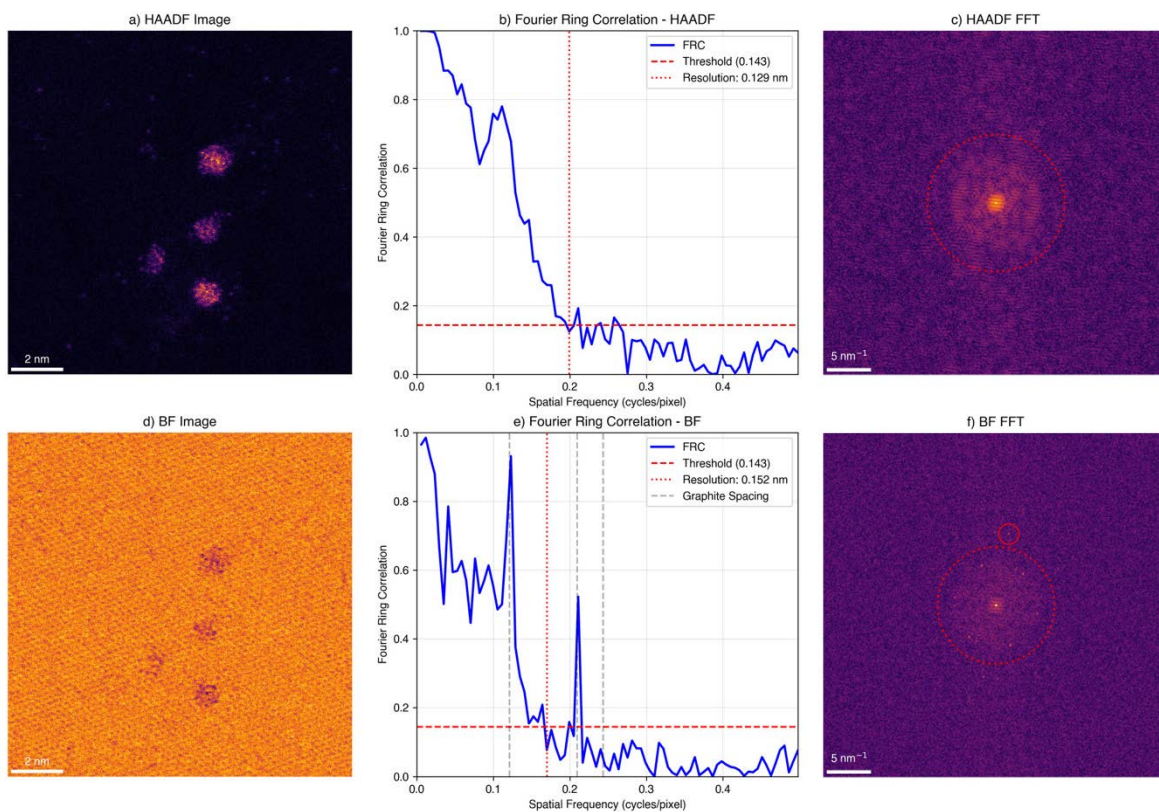 a) HAADF Image
2 nm
b) Fourier Ring Correlation - HAADF
Fourier Ring Correlation
1.0
0.8
0.6
0.4
0.2
0.0
FRC
Threshold (0.143)
Resolution: 0.129 nm
0.0 0.1 0.2 0.3 0.4
Spatial Frequency (cycles/pixel)
c) HAADF FFT
5 nm⁻¹
d) BF Image
2 nm
e) Fourier Ring Correlation - BF
Fourier Ring Correlation
1.0
0.8
0.6
0.4
0.2
0.0
FRC
Threshold (0.143)
Resolution: 0.152 nm
Graphite Spacing
0.0 0.1 0.2 0.3 0.4
Spatial Frequency (cycles/pixel)
f) BF FFT
5 nm⁻¹